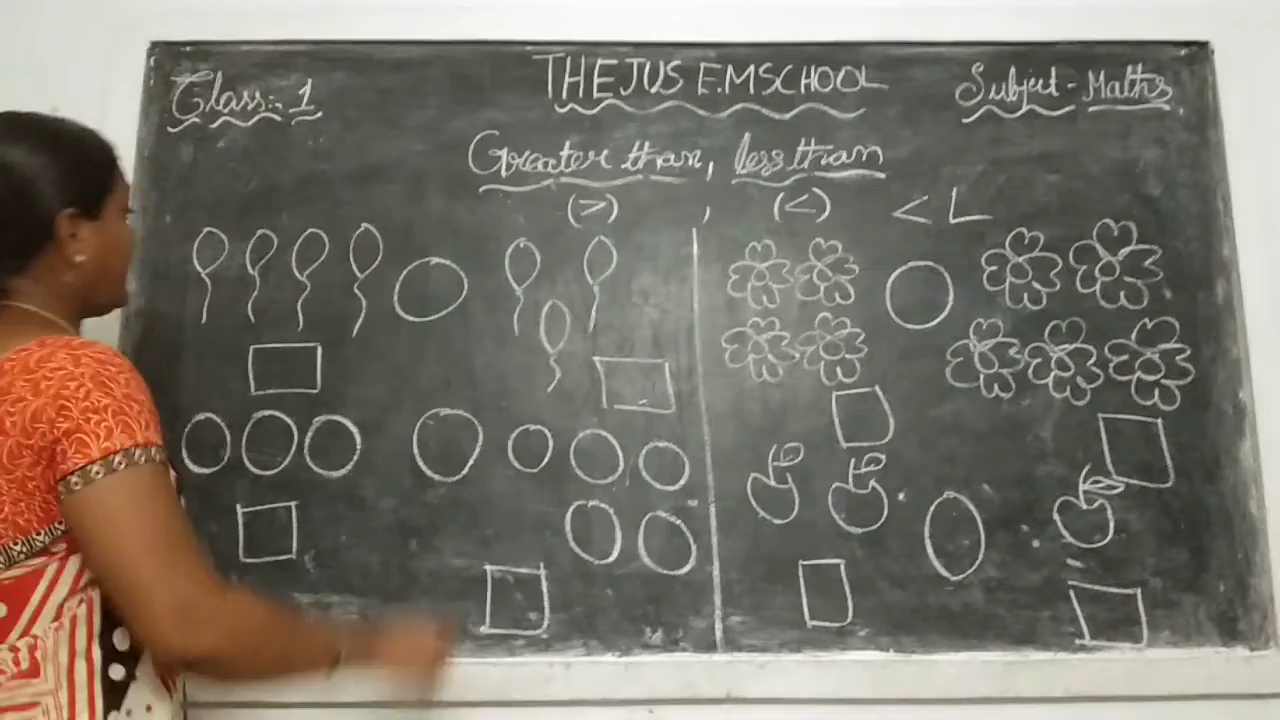 Class:- 1
THEJUS E.M SCHOOL
Subject - Maths
Greater than, less than
(>) , (<) < L